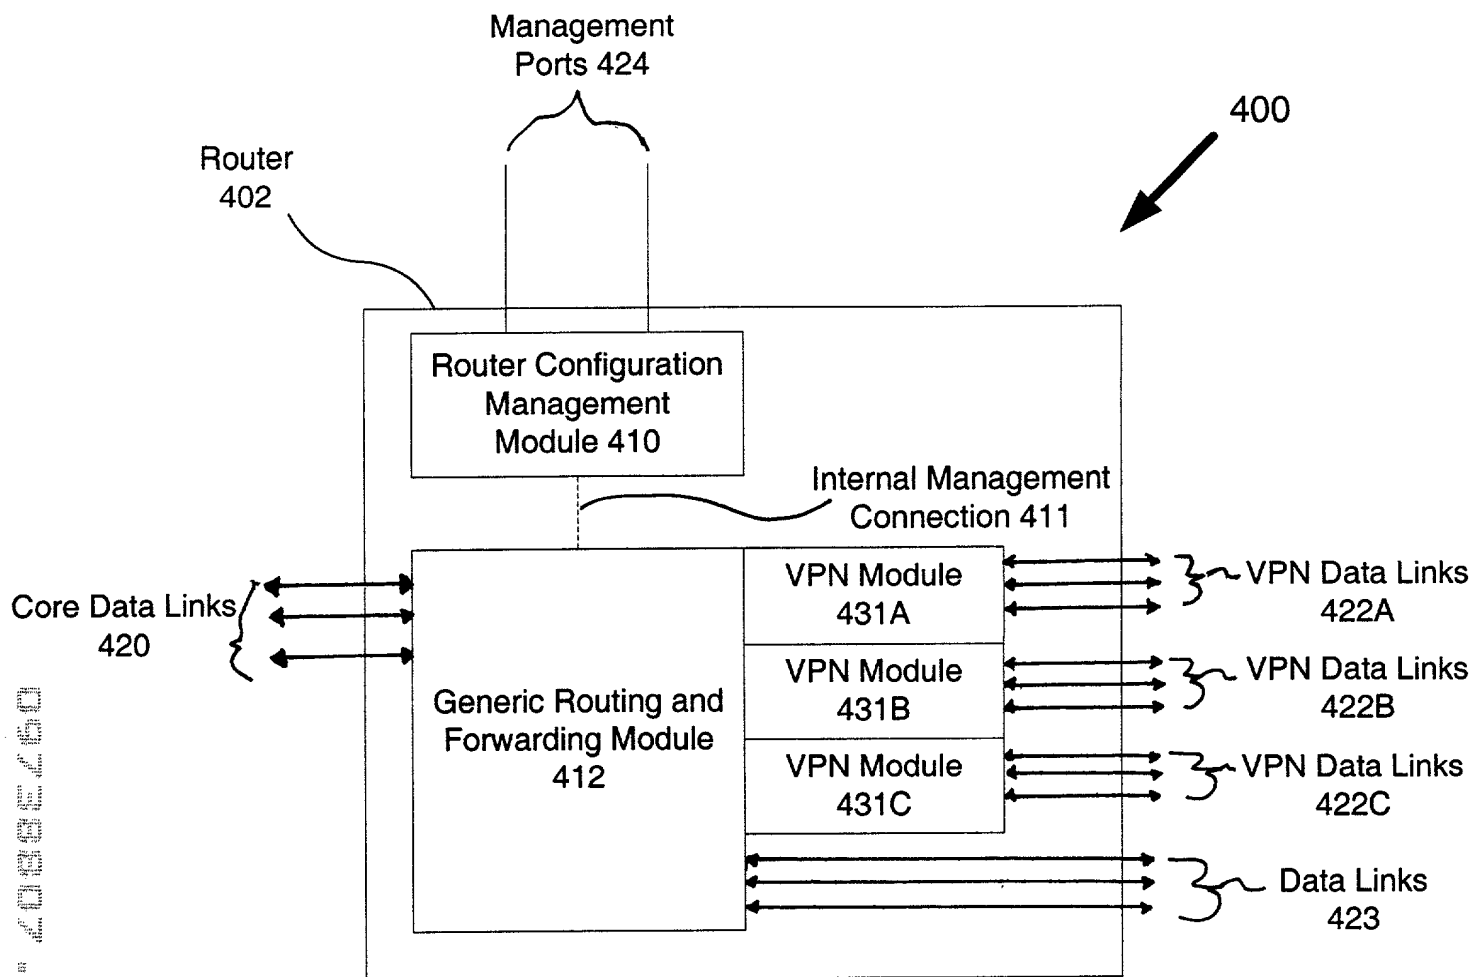 Management
Ports 424
400
Router
402
Router Configuration
Management
Module 410
Internal Management
Connection 411
Core Data Links
420
Generic Routing and
Forwarding Module
412
VPN Module
431A
VPN Module
431B
VPN Module
431C
VPN Data Links
422A
VPN Data Links
422B
VPN Data Links
422C
Data Links
423